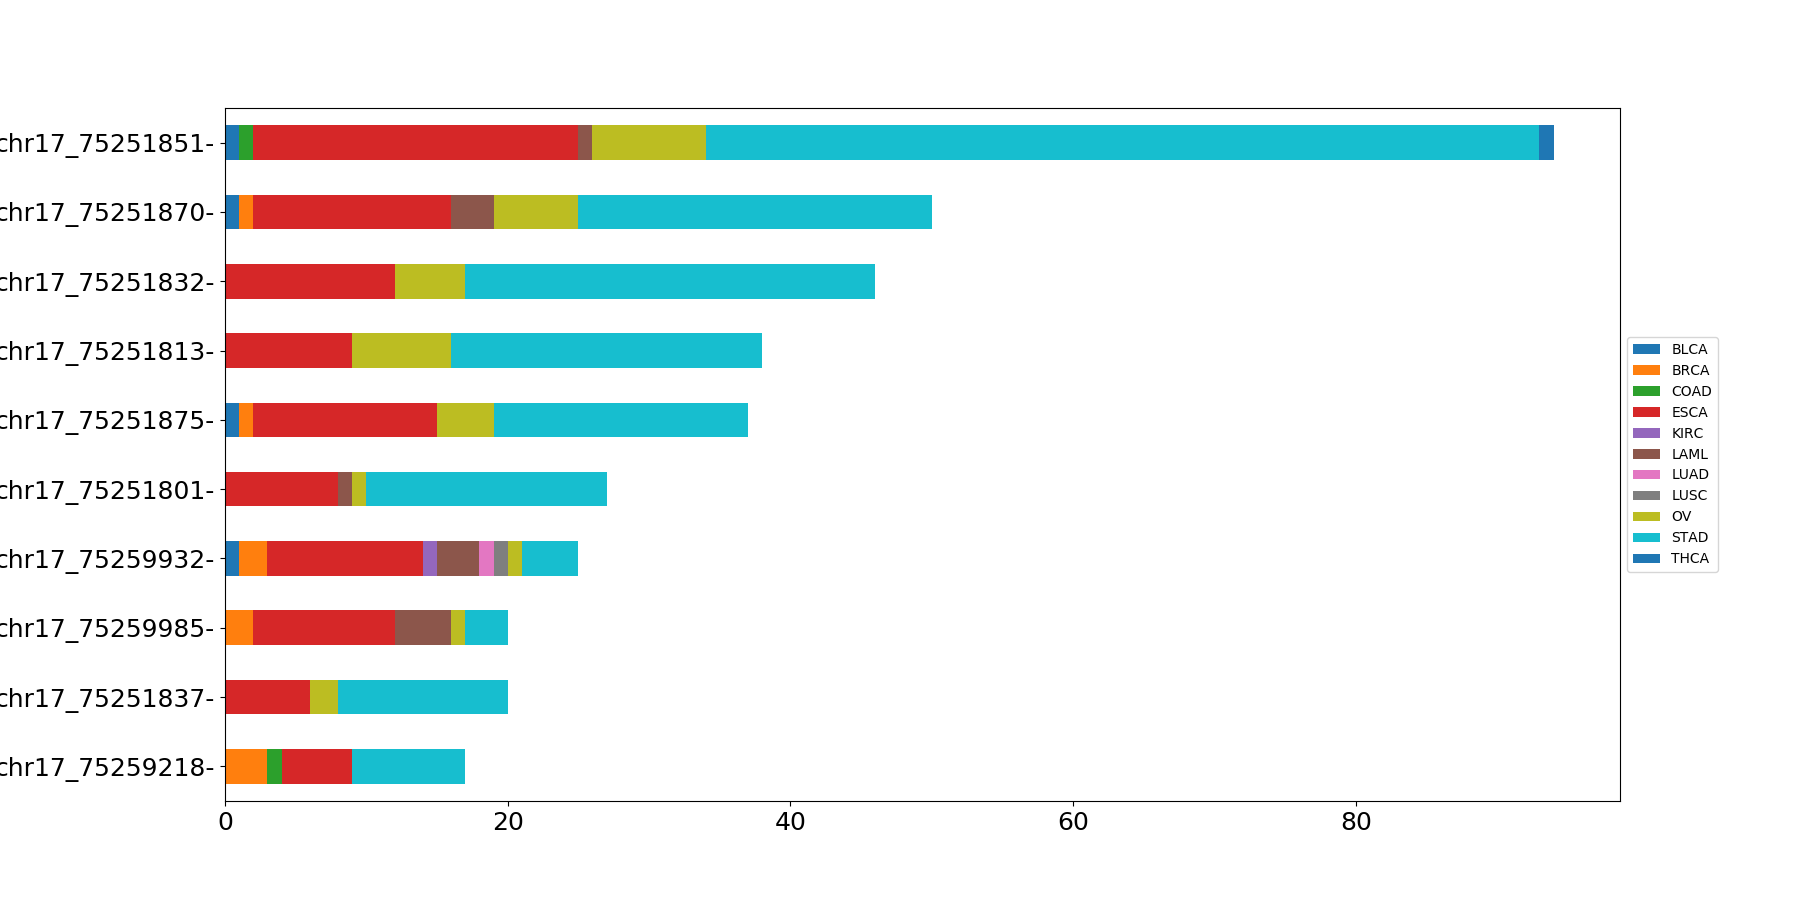 chr17_75251851-
chr17_75251870-
chr17_75251832-
chr17_75251813-
chr17_75251875-
chr17_75251801-
chr17_75259932-
chr17_75259985-
chr17_75251837-
chr17_75259218-
0 20 40 60 80
BLCA
BRCA
COAD
ESCA
KIRC
LAML
LUAD
LUSC
OV
STAD
THCA